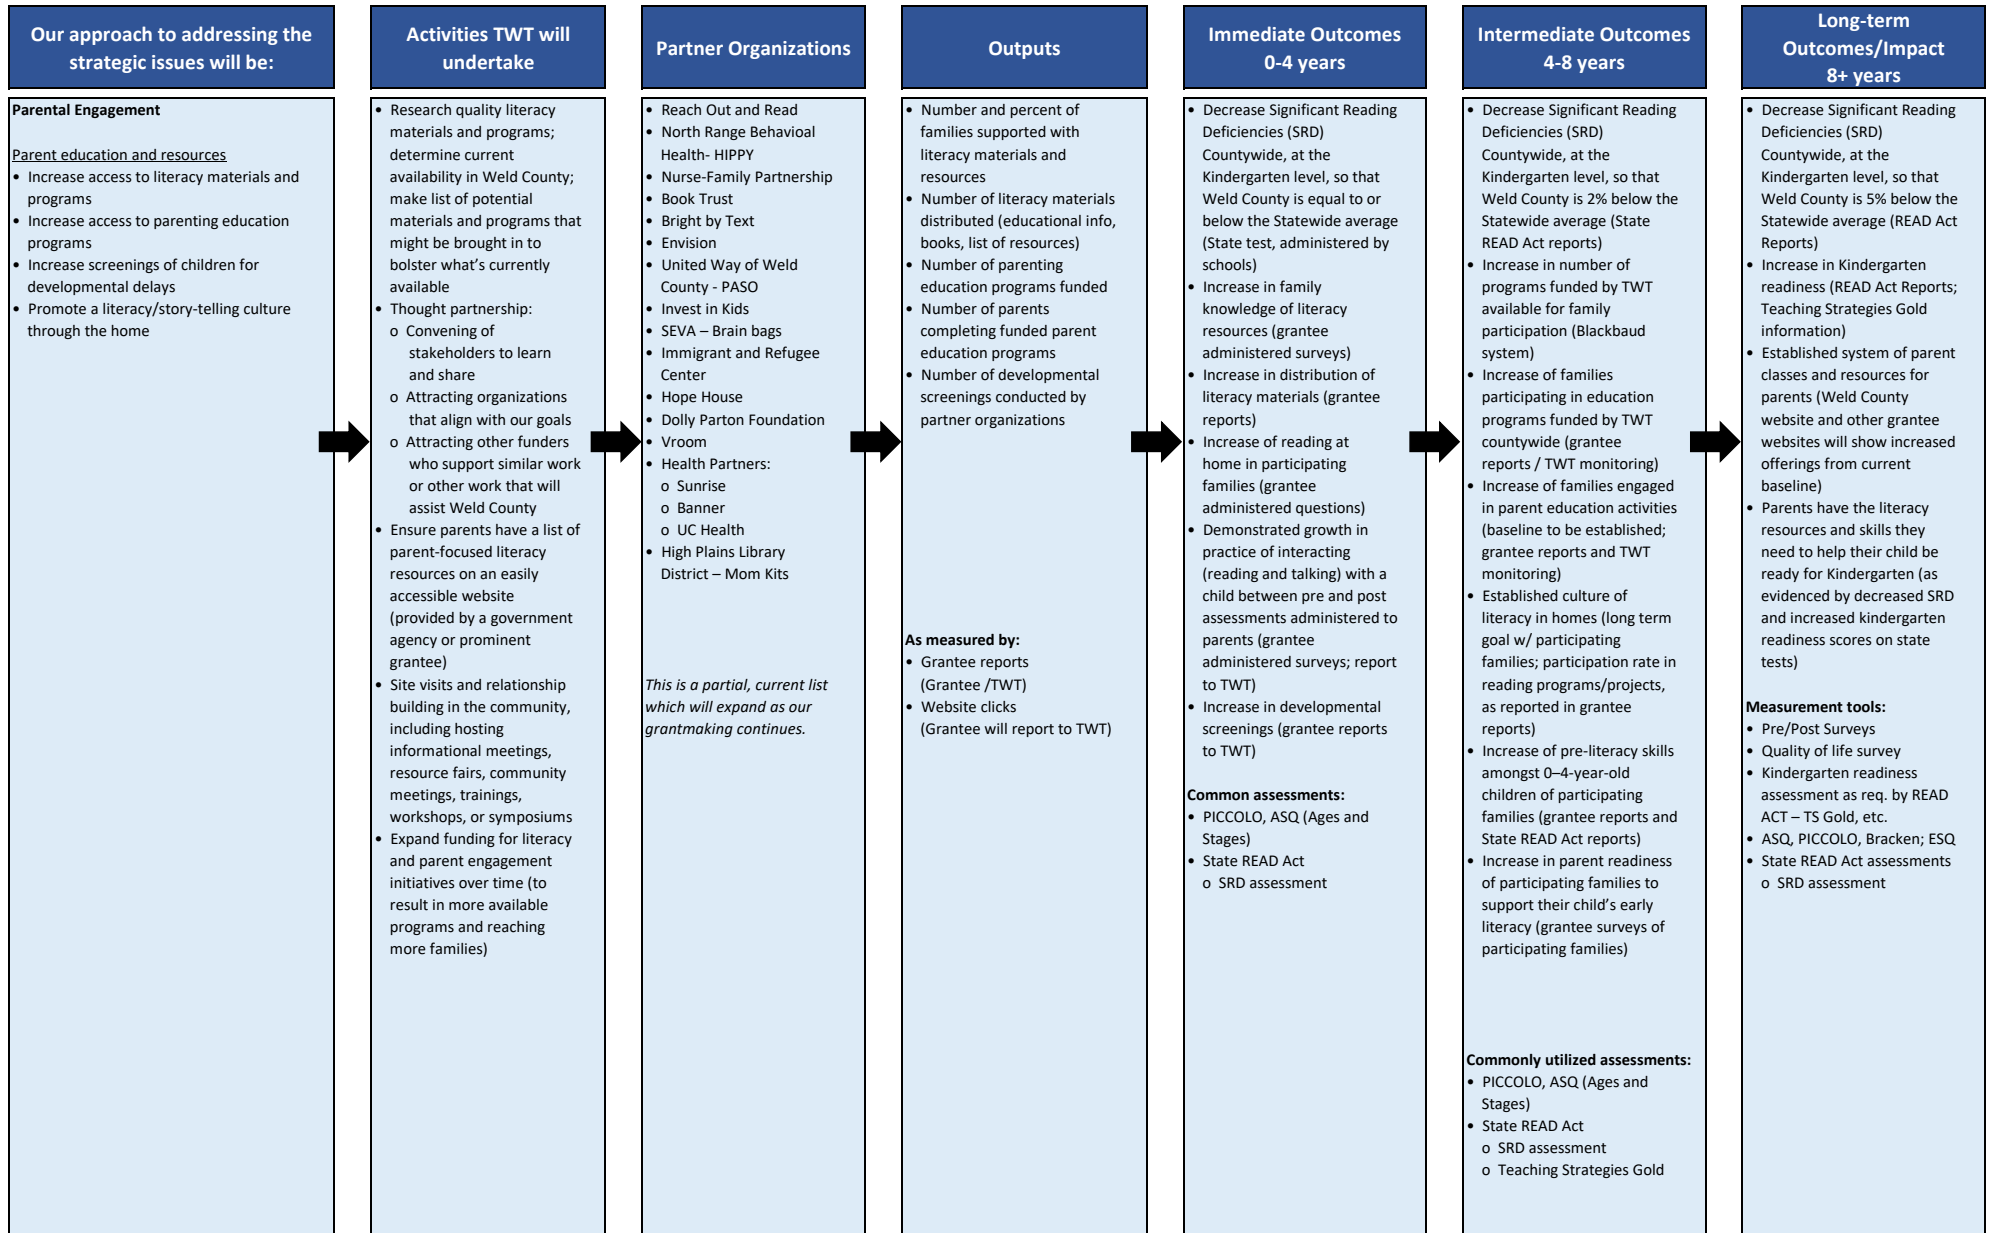 Our approach to addressing the
strategic issues will be:
Parental Engagement
Parent education and resources
• Increase access to literacy materials and
programs
• Increase access to parenting education
programs
• Increase screenings of children for
developmental delays
• Promote a literacy/story-telling culture
through the home
Activities TWT will
undertake
• Research quality literacy
materials and programs;
determine current
availability in Weld County;
make list of potential
materials and programs that
might be brought in to
bolster what's currently
available
• Thought partnership:
o Convening of
stakeholders to learn
and share
o Attracting organizations
that align with our goals
o Attracting other funders
who support similar work
or other work that will
assist Weld County
• Ensure parents have a list of
parent-focused literacy
resources on an easily
accessible website
(provided by a government
agency or prominent
grantee)
• Site visits and relationship
building in the community,
including hosting
informational meetings,
resource fairs, community
meetings, trainings,
workshops, or symposiums
• Expand funding for literacy
and parent engagement
initiatives over time (to
result in more available
programs and reaching
more families)
Partner Organizations
• Reach Out and Read
• North Range Behavioal
Health- HIPPY
• Nurse-Family Partnership
• Book Trust
• Bright by Text
• Envision
• United Way of Weld
County - PASO
• Invest in Kids
• SEVA – Brain bags
• Immigrant and Refugee
Center
• Hope House
• Dolly Parton Foundation
• Vroom
• Health Partners:
o Sunrise
o Banner
o UC Health
• High Plains Library
District – Mom Kits
This is a partial, current list
which will expand as our
grantmaking continues.
Outputs
• Number and percent of
families supported with
literacy materials and
resources
• Number of literacy materials
distributed (educational info,
books, list of resources)
• Number of parenting
education programs funded
• Number of parents
completing funded parent
education programs
• Number of developmental
screenings conducted by
partner organizations
As measured by:
• Grantee reports
(Grantee /TWT)
• Website clicks
(Grantee will report to TWT)
Immediate Outcomes
0-4 years
• Decrease Significant Reading
Deficiencies (SRD)
Countywide, at the
Kindergarten level, so that
Weld County is equal to or
below the Statewide average
(State test, administered by
schools)
• Increase in family
knowledge of literacy
resources (grantee
administered surveys)
• Increase in distribution of
literacy materials (grantee
reports)
• Increase of reading at
home in participating
families (grantee
administered questions)
• Demonstrated growth in
practice of interacting
(reading and talking) with a
child between pre and post
assessments administered to
parents (grantee
administered surveys; report
to TWT)
• Increase in developmental
screenings (grantee reports
to TWT)
Common assessments:
• PICCOLO, ASQ (Ages and
Stages)
• State READ Act
o SRD assessment
Intermediate Outcomes
4-8 years
• Decrease Significant Reading
Deficiencies (SRD)
Countywide, at the
Kindergarten level, so that
Weld County is 2% below the
Statewide average (State
READ Act reports)
• Increase in number of
programs funded by TWT
available for family
participation (Blackbaud
system)
• Increase of families
participating in education
programs funded by TWT
countywide (grantee
reports / TWT monitoring)
• Increase of families engaged
in parent education activities
(baseline to be established;
grantee reports and TWT
monitoring)
• Established culture of
literacy in homes (long term
goal w/ participating
families; participation rate in
reading programs/projects,
as reported in grantee
reports)
• Increase of pre-literacy skills
amongst 0–4-year-old
children of participating
families (grantee reports and
State READ Act reports)
• Increase in parent readiness
of participating families to
support their child's early
literacy (grantee surveys of
participating families)
Commonly utilized assessments:
• PICCOLO, ASQ (Ages and
Stages)
• State READ Act
o SRD assessment
o Teaching Strategies Gold
Long-term
Outcomes/Impact
8+ years
• Decrease Significant Reading
Deficiencies (SRD)
Countywide, at the
Kindergarten level, so that
Weld County is 5% below the
Statewide average (READ Act
Reports)
• Increase in Kindergarten
readiness (READ Act Reports;
Teaching Strategies Gold
information)
• Established system of parent
classes and resources for
parents (Weld County
website and other grantee
websites will show increased
offerings from current
baseline)
• Parents have the literacy
resources and skills they
need to help their child be
ready for Kindergarten (as
evidenced by decreased SRD
and increased kindergarten
readiness scores on state
tests)
Measurement tools:
• Pre/Post Surveys
• Quality of life survey
• Kindergarten readiness
assessment as req. by READ
ACT – TS Gold, etc.
• ASQ, PICCOLO, Bracken; ESQ
• State READ Act assessments
o SRD assessment